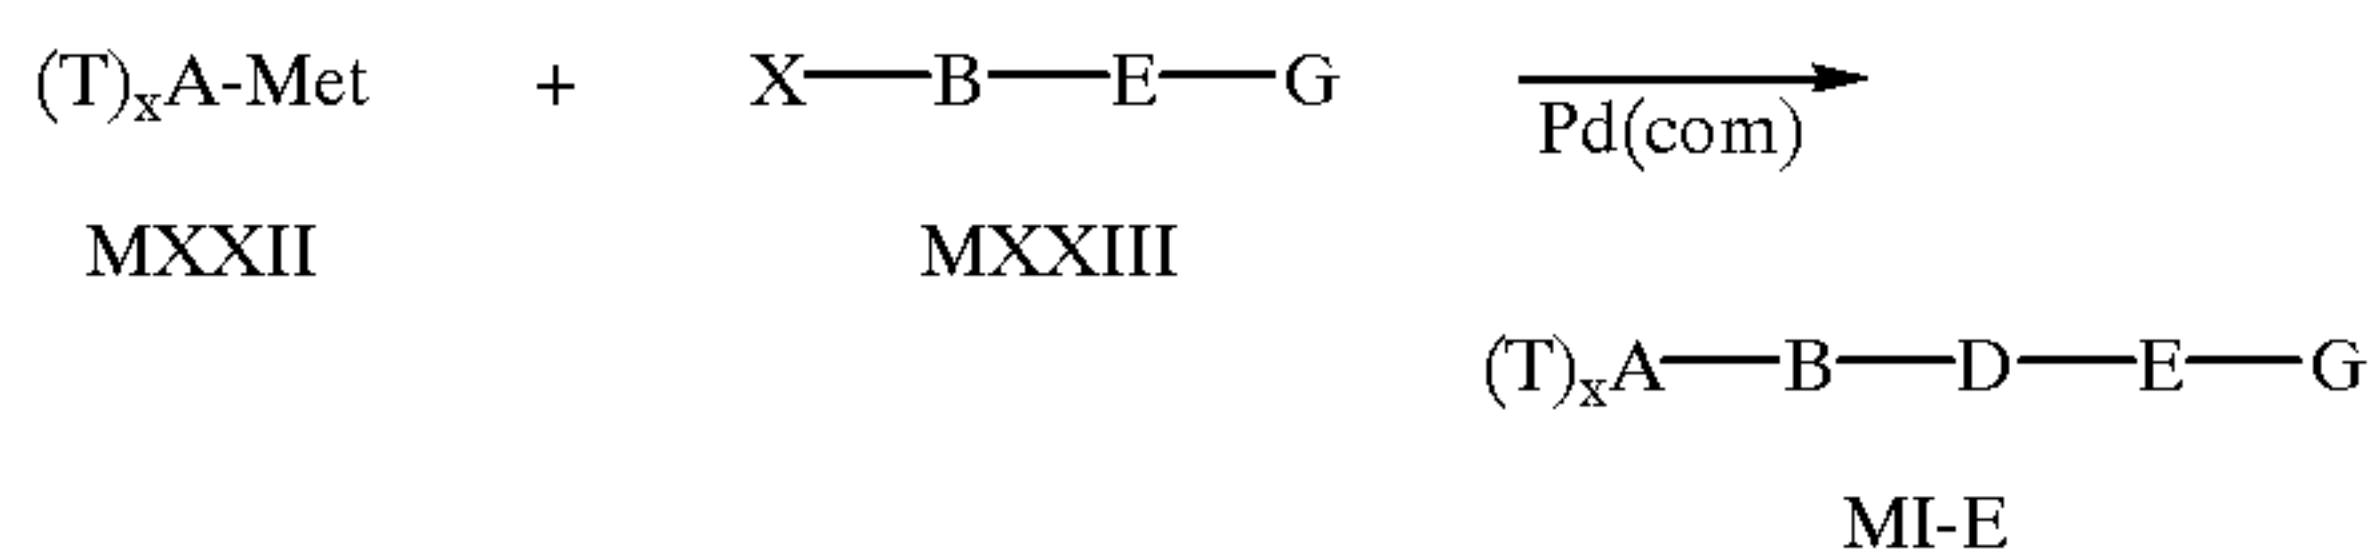 (T)xA-Met + X—B—E—G
Pd(com)
MXXII MXXIII
(T)xA—B—D—E—G
MI-E